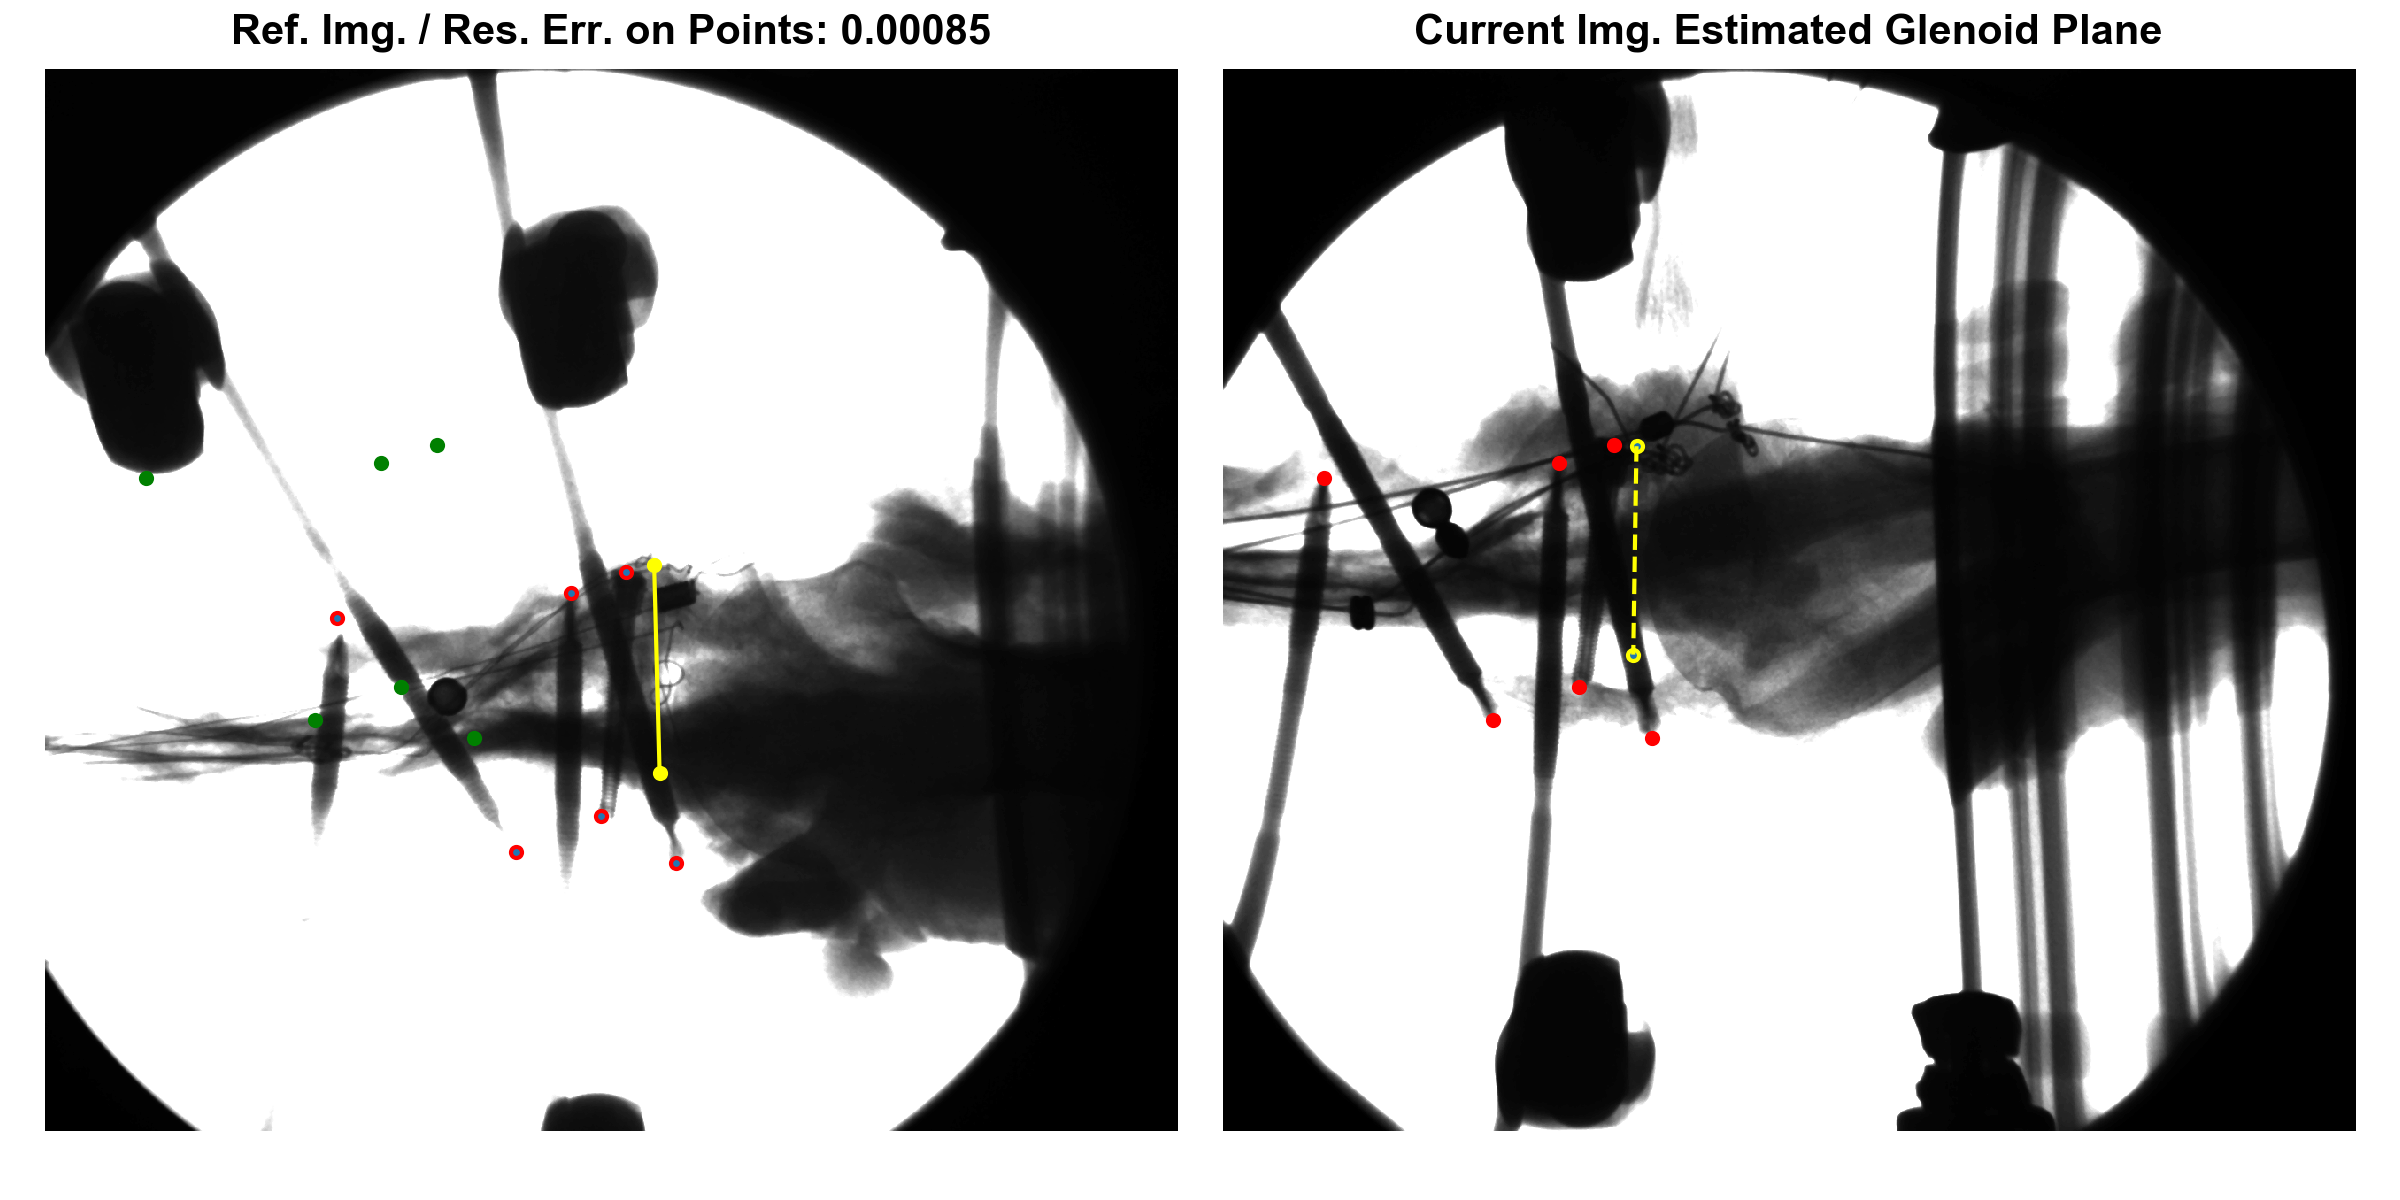 Ref. Img. / Res. Err. on Points: 0.00085
Current Img. Estimated Glenoid Plane